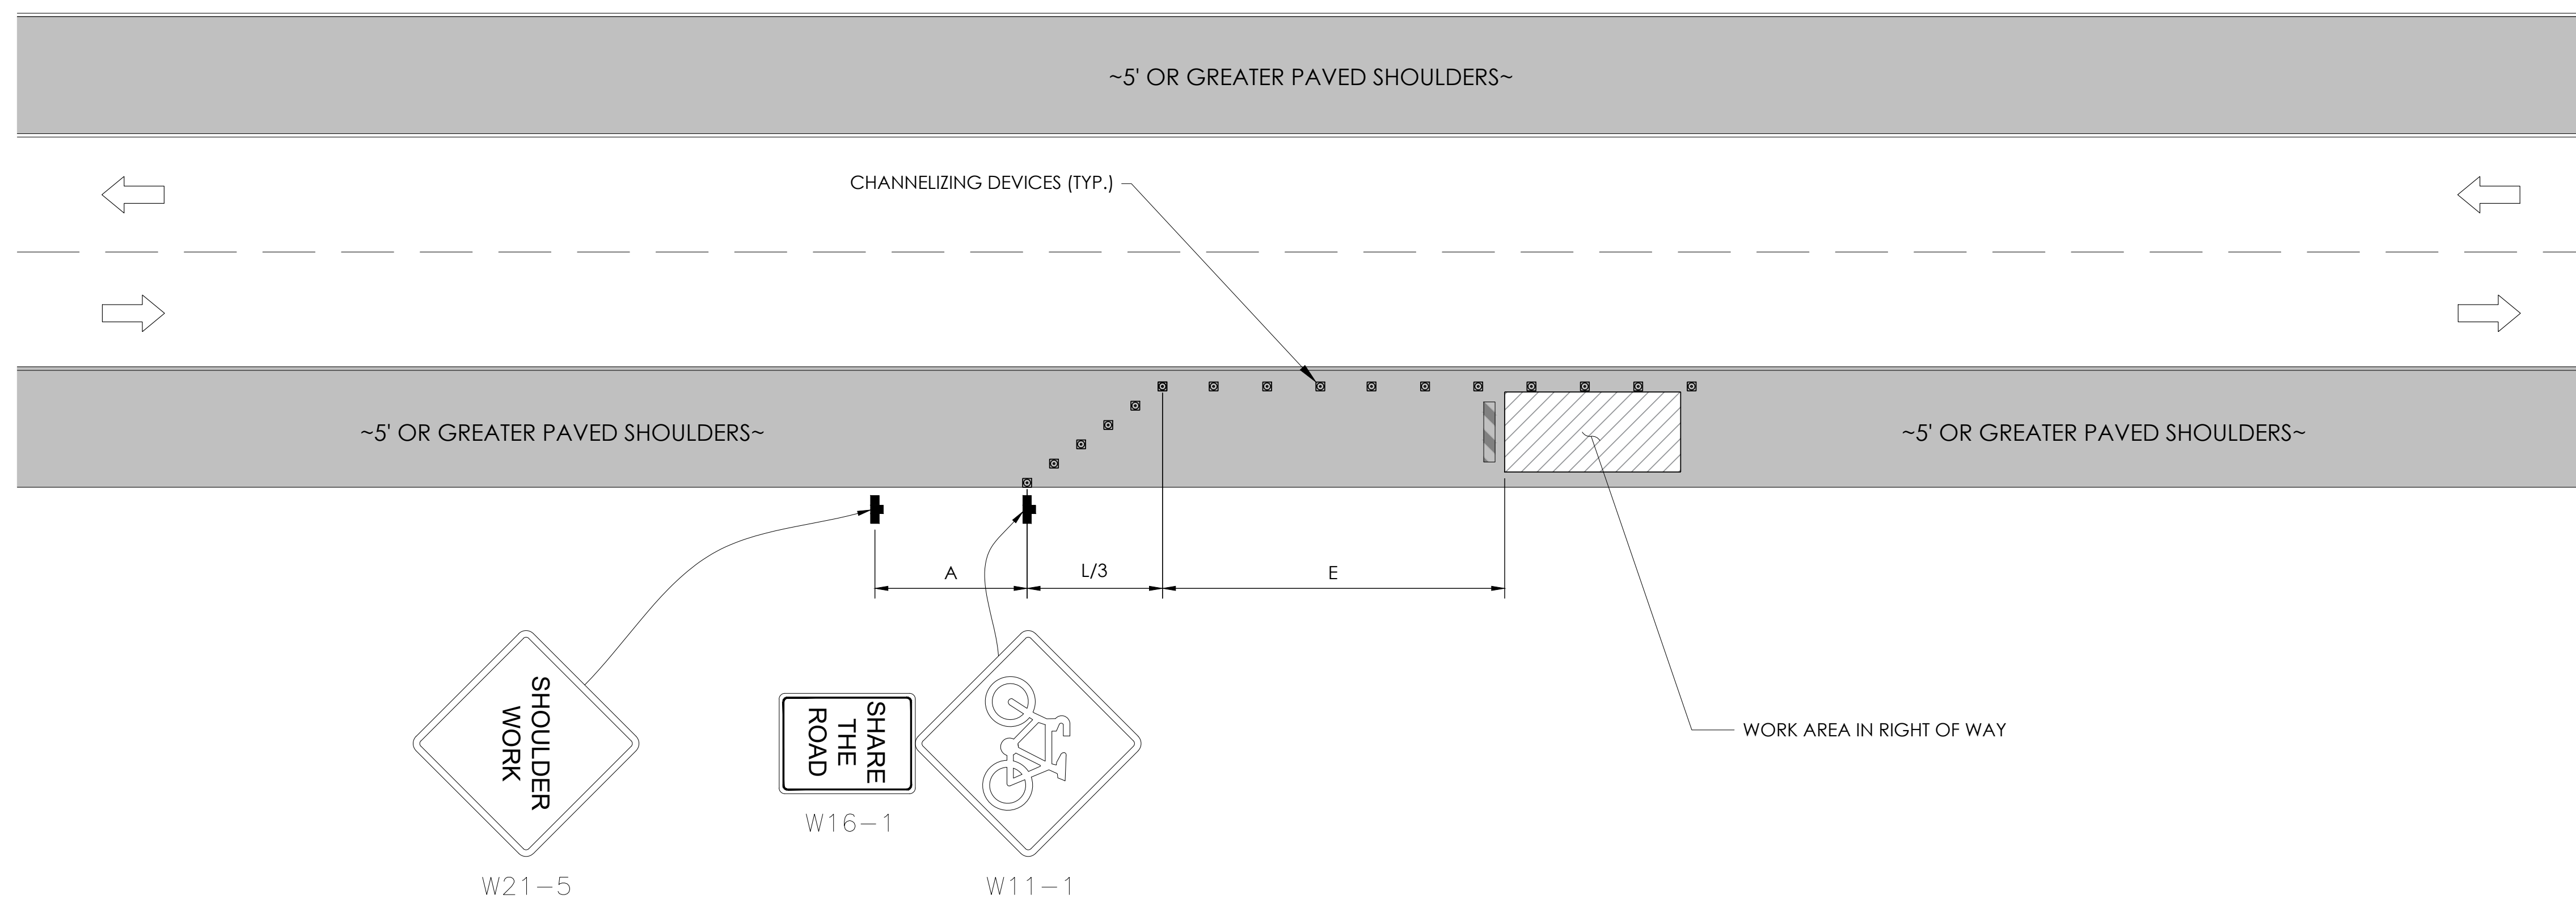 ~5' OR GREATER PAVED SHOULDERS~
CHANNELIZING DEVICES (TYP.)
~5' OR GREATER PAVED SHOULDERS~
~5' OR GREATER PAVED SHOULDERS~
A
L/3
E
SHOULDER
WORK
W21-5
SHARE
THE
ROAD
W16-1
W11-1
WORK AREA IN RIGHT OF WAY